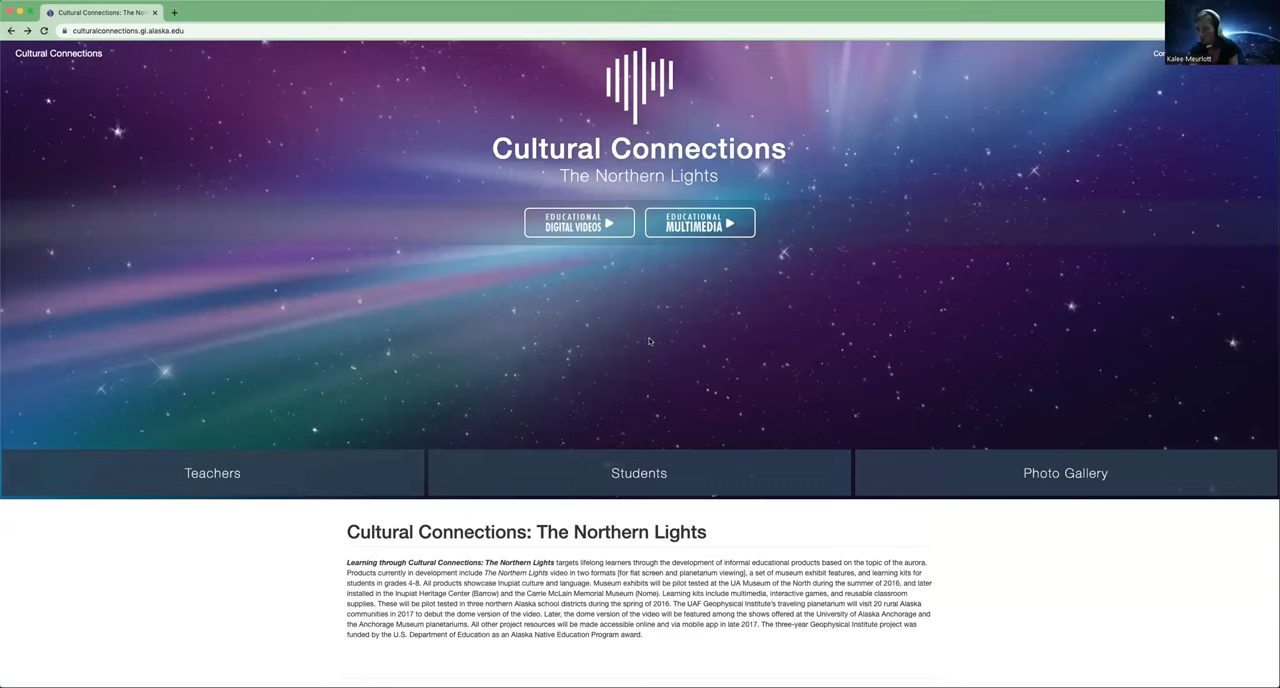 Cultural Connections: The Nor
culturalconnections.gi.alaska.edu
Cultural Connections
Kalee Meurlott
Cultural Connections
The Northern Lights
EDUCATIONAL
DIGITAL VIDEOS
EDUCATIONAL
MULTIMEDIA
Teachers
Students
Photo Gallery
Cultural Connections: The Northern Lights
Learning through Cultural Connections: The Northern Lights targets lifelong learners through the development of informal educational products based on the topic of the aurora.
Products currently in development include The Northern Lights video in two formats [for flat screen and planetarium viewing], a set of museum exhibit features, and learning kits for
students in grades 4-8. All products showcase Inupiat culture and language. Museum exhibits will be pilot tested at the UA Museum of the North during the summer of 2016, and later
installed in the Inupiat Heritage Center (Barrow) and the Carrie McLain Memorial Museum (Nome). Learning kits include multimedia, interactive games, and reusable classroom
supplies. These will be pilot tested in three northern Alaska school districts during the spring of 2016. The UAF Geophysical Institute's traveling planetarium will visit 20 rural Alaska
communities in 2017 to debut the dome version of the video. Later, the dome version of the video will be featured among the shows offered at the University of Alaska Anchorage and
the Anchorage Museum planetariums. All other project resources will be made accessible online and via mobile app in late 2017. The three-year Geophysical Institute project was
funded by the U.S. Department of Education as an Alaska Native Education Program award.